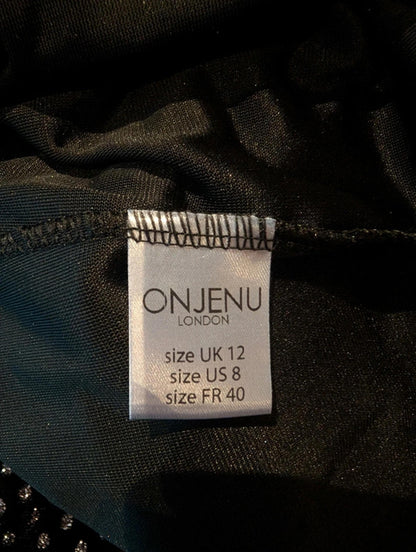 ONJENU
LONDON
size UK 12
size US 8
size FR 40